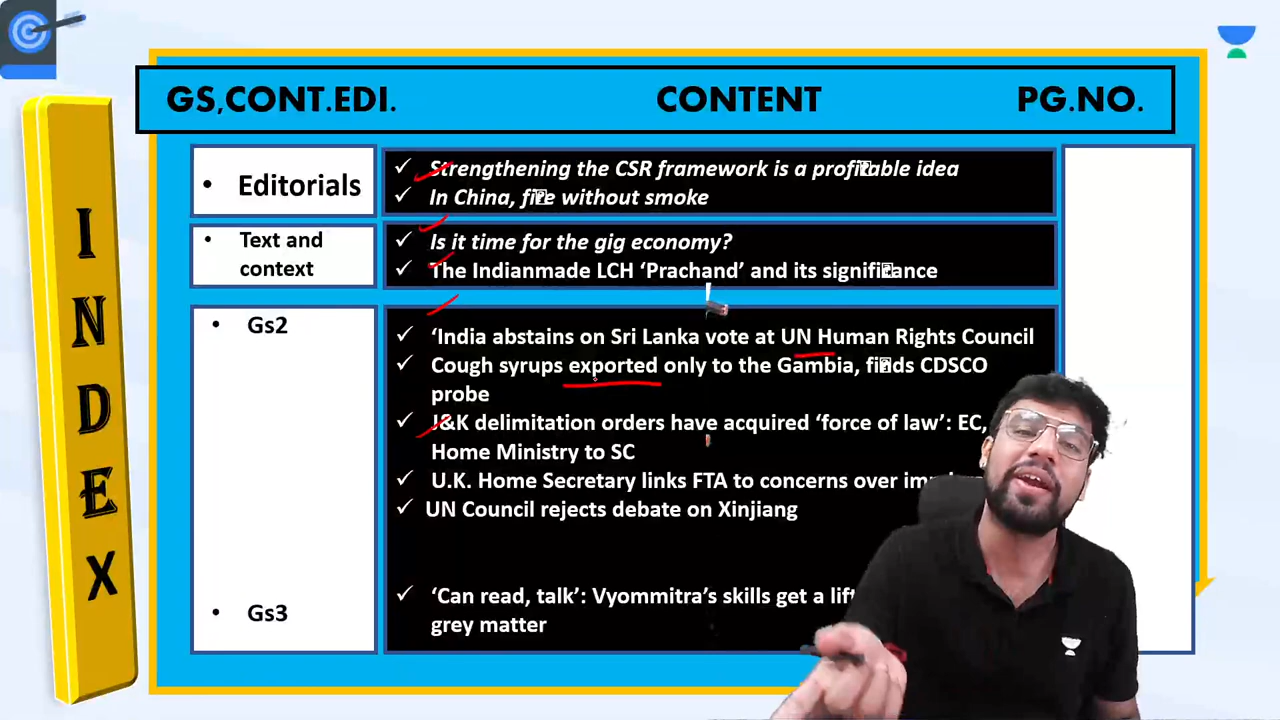 GS,CONT.EDI. CONTENT PG.NO.
INDEX
• Editorials
✓ Strengthening the CSR framework is a profitable idea
✓ In China, fire without smoke
• Text and
context
✓ Is it time for the gig economy?
✓ The Indianmade LCH ‘Prachand’ and its significance
• Gs2
✓ ‘India abstains on Sri Lanka vote at UN Human Rights Council
✓ Cough syrups exported only to the Gambia, finds CDSCO
probe
✓ J&K delimitation orders have acquired ‘force of law’: EC,
Home Ministry to SC
✓ U.K. Home Secretary links FTA to concerns over
✓ UN Council rejects debate on Xinjiang
• Gs3
✓ ‘Can read, talk’: Vyommitra’s skills get a lift
grey matter